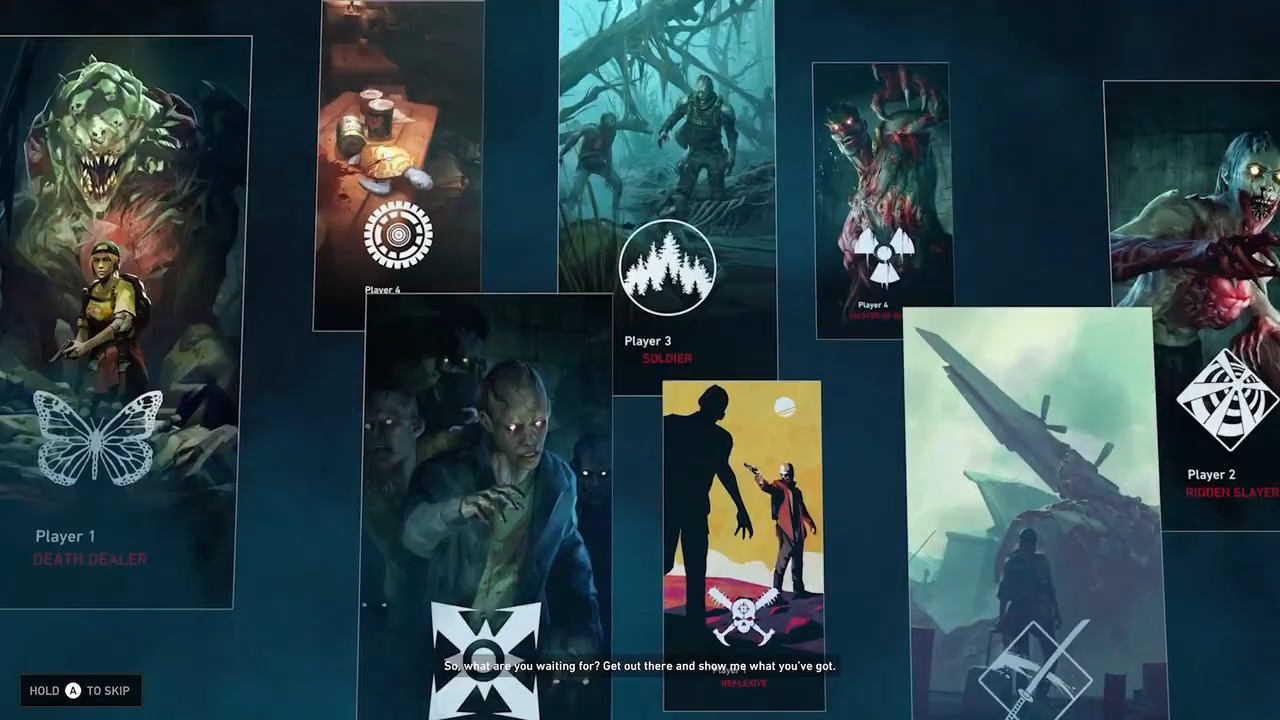 Player 4
Player 4
Player 3
SOLDIER
Player 2
RIDDEN SLAYER
Player 1
DEATH DEALER
So, what are you waiting for? Get out there and show me what you've got.
REFLEXIVE
HOLD A TO SKIP